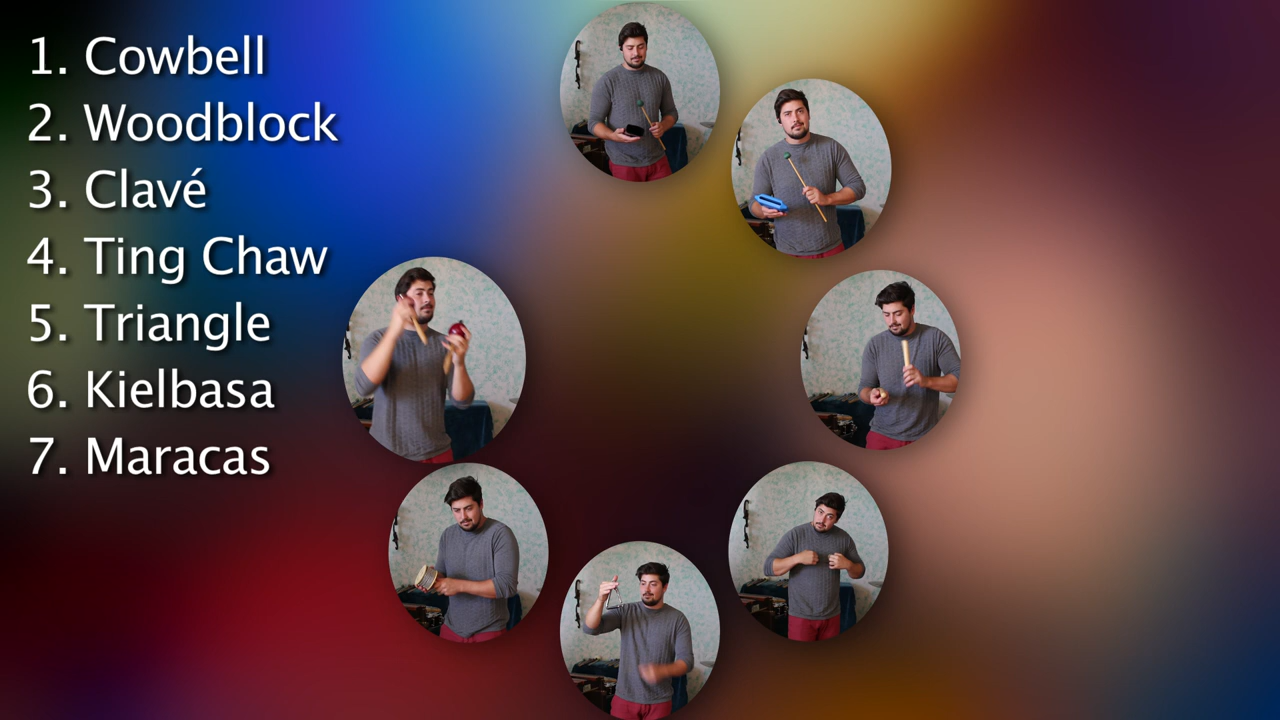 1. Cowbell
2. Woodblock
3. Clavé
4. Ting Chaw
5. Triangle
6. Kielbasa
7. Maracas